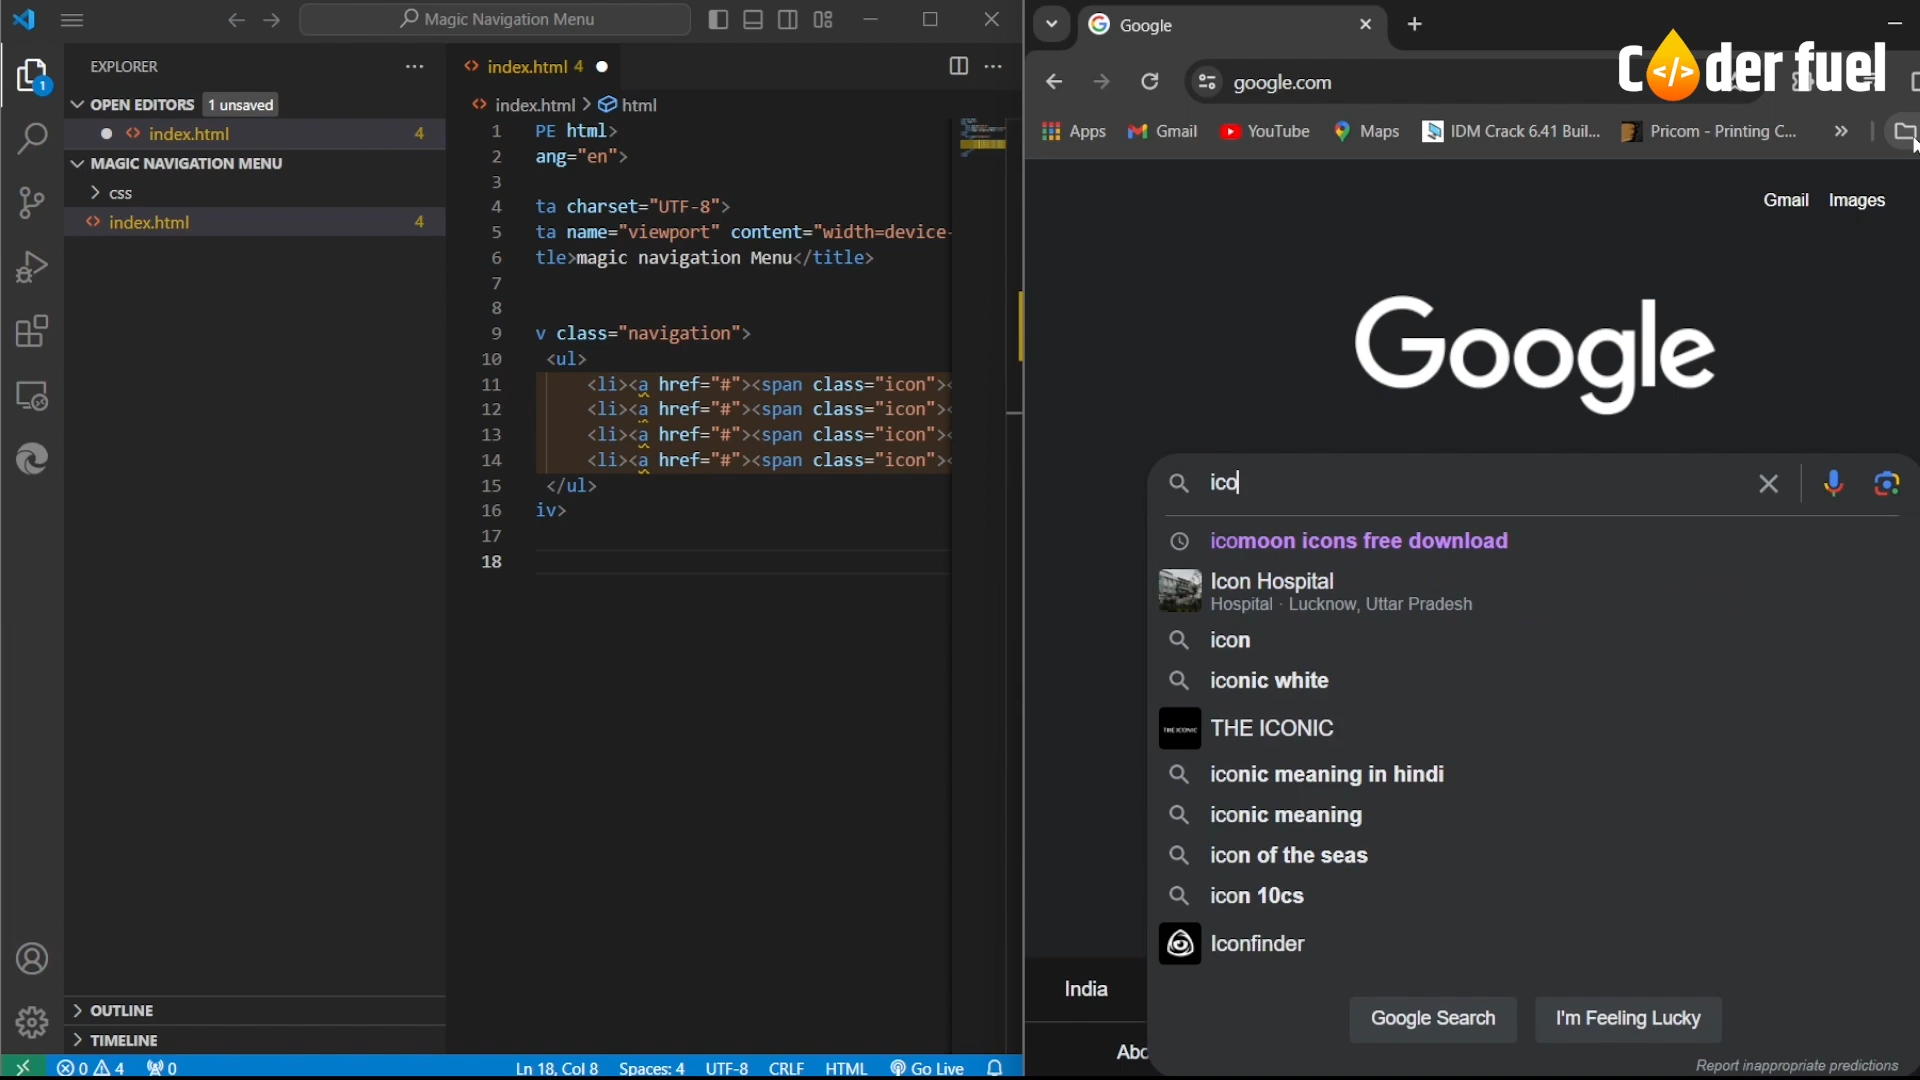 Magic Navigation Menu
EXPLORER
OPEN EDITORS 1 unsaved
index.html 4
MAGIC NAVIGATION MENU
css
index.html 4
OUTLINE
TIMELINE
1
index.html 4
index.html > html
1 PE html>
2 ang="en">
3
4 ta charset="UTF-8">
5 ta name="viewport" content="width=device-
6 tle>magic navigation Menu</title>
7
8
9 v class="navigation">
10 <ul>
11 <li><a href="#"><span class="icon"><
12 <li><a href="#"><span class="icon"><
13 <li><a href="#"><span class="icon"><
14 <li><a href="#"><span class="icon"><
15 </ul>
16 iv>
17
18
0 4 0 Ln 18, Col 8 Spaces: 4 UTF-8 CRLF HTML Go Live
Google
google.com
C</>der fuel
Apps Gmail YouTube Maps IDM Crack 6.41 Buil... Pricom - Printing C... »
Gmail Images
Google
ico
icomoon icons free download
Icon Hospital
Hospital · Lucknow, Uttar Pradesh
icon
iconic white
THE ICONIC
THE ICONIC
iconic meaning in hindi
iconic meaning
icon of the seas
icon 10cs
Iconfinder
India
Google Search I'm Feeling Lucky
Abo
Report inappropriate predictions